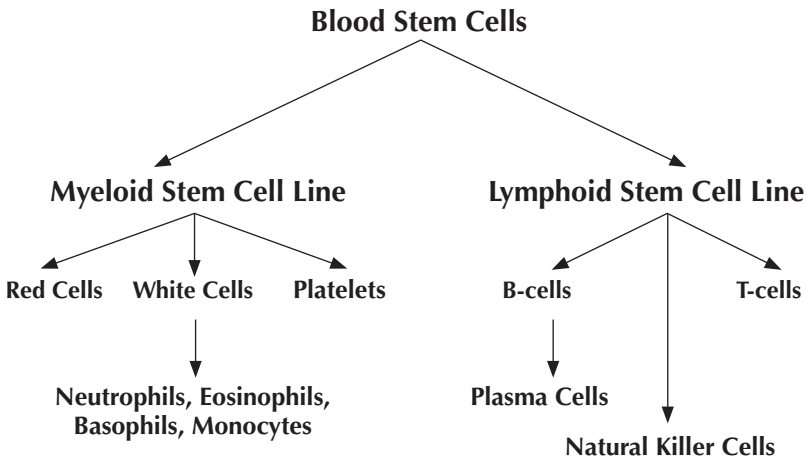 Blood Stem Cells
Myeloid Stem Cell Line
Lymphoid Stem Cell Line
Red Cells
White Cells
Platelets
B-cells
T-cells
Neutrophils, Eosinophils,
Basophils, Monocytes
Plasma Cells
Natural Killer Cells